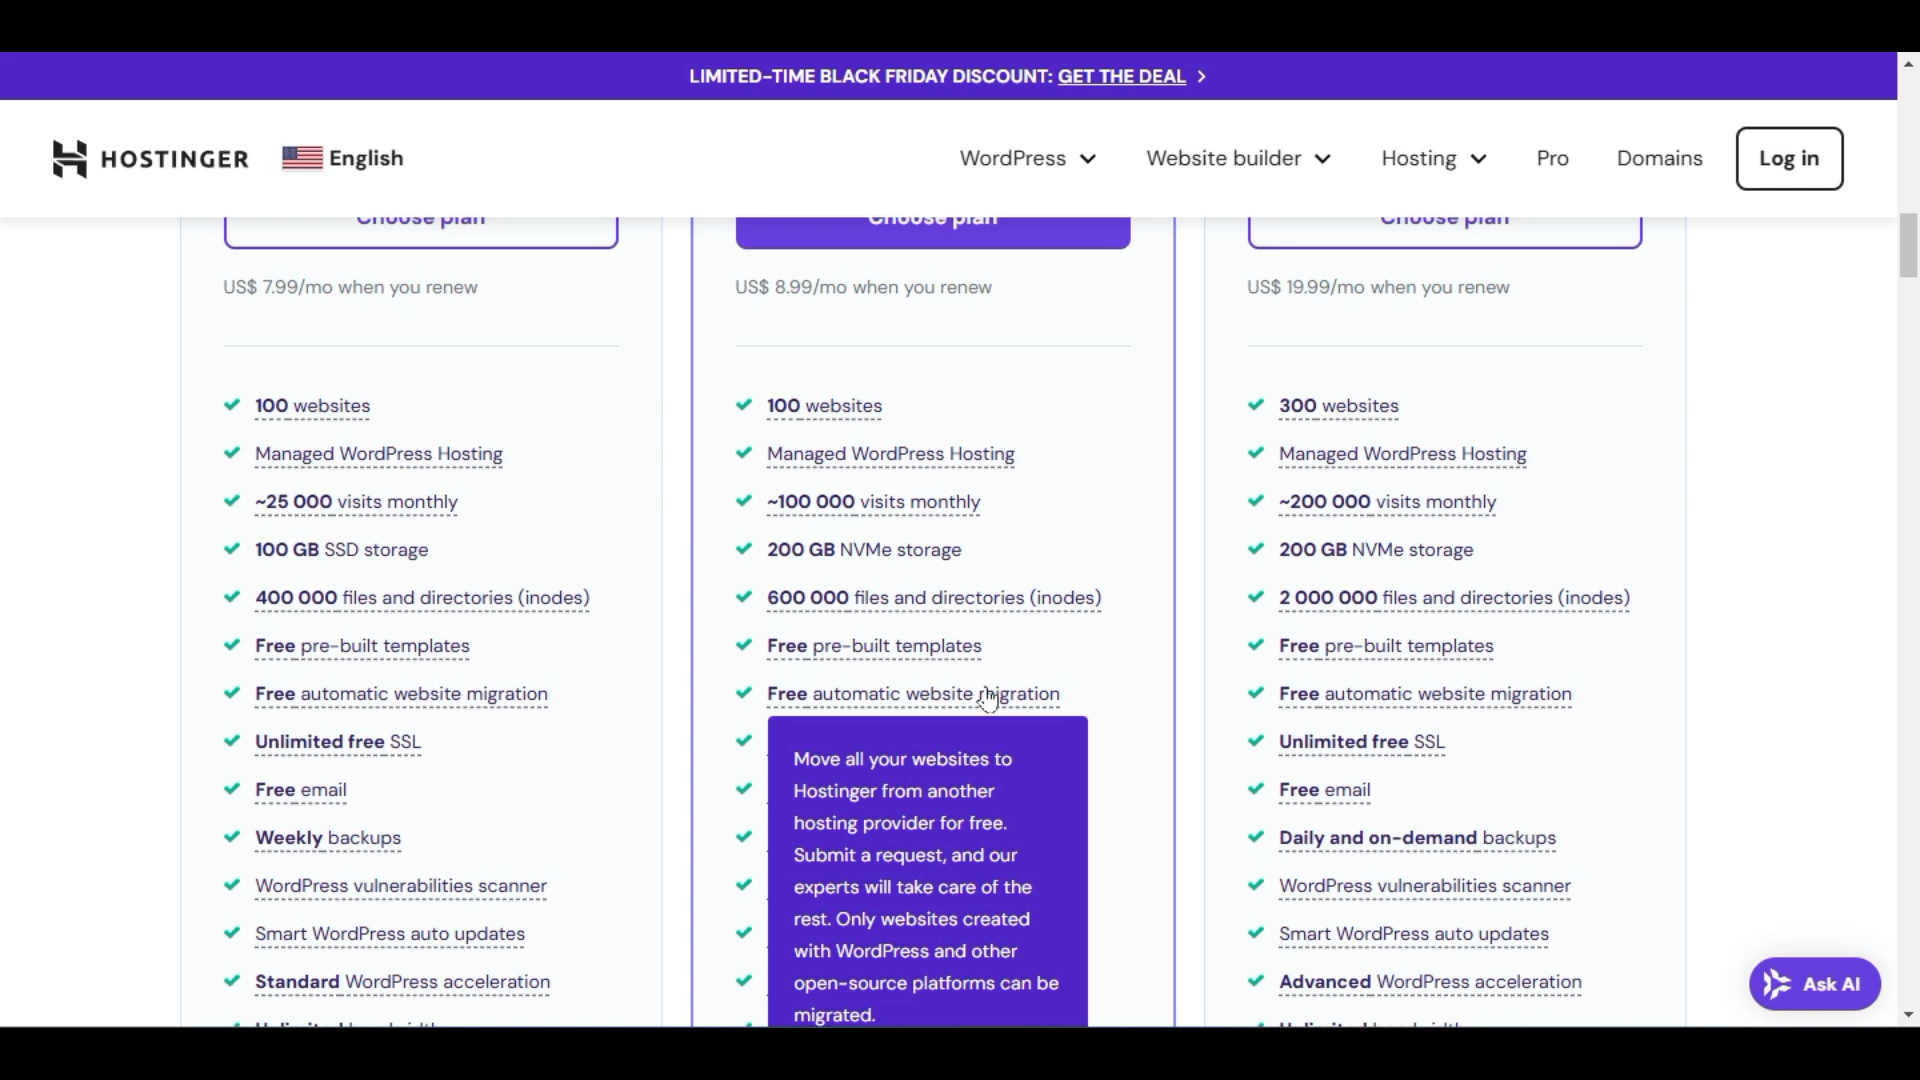 LIMITED-TIME BLACK FRIDAY DISCOUNT: GET THE DEAL
HOSTINGER
English
WordPress
Website builder
Hosting
Pro
Domains
Log in
Choose plan
US$ 7.99/mo when you renew
100 websites
Managed WordPress Hosting
~25 000 visits monthly
100 GB SSD storage
400 000 files and directories (inodes)
Free pre-built templates
Free automatic website migration
Unlimited free SSL
Free email
Weekly backups
WordPress vulnerabilities scanner
Smart WordPress auto updates
Standard WordPress acceleration
Choose plan
US$ 8.99/mo when you renew
100 websites
Managed WordPress Hosting
~100 000 visits monthly
200 GB NVMe storage
600 000 files and directories (inodes)
Free pre-built templates
Free automatic website migration
Move all your websites to
Hostinger from another
hosting provider for free.
Submit a request, and our
experts will take care of the
rest. Only websites created
with WordPress and other
open-source platforms can be
migrated.
Choose plan
US$ 19.99/mo when you renew
300 websites
Managed WordPress Hosting
~200 000 visits monthly
200 GB NVMe storage
2 000 000 files and directories (inodes)
Free pre-built templates
Free automatic website migration
Unlimited free SSL
Free email
Daily and on-demand backups
WordPress vulnerabilities scanner
Smart WordPress auto updates
Advanced WordPress acceleration
Ask AI